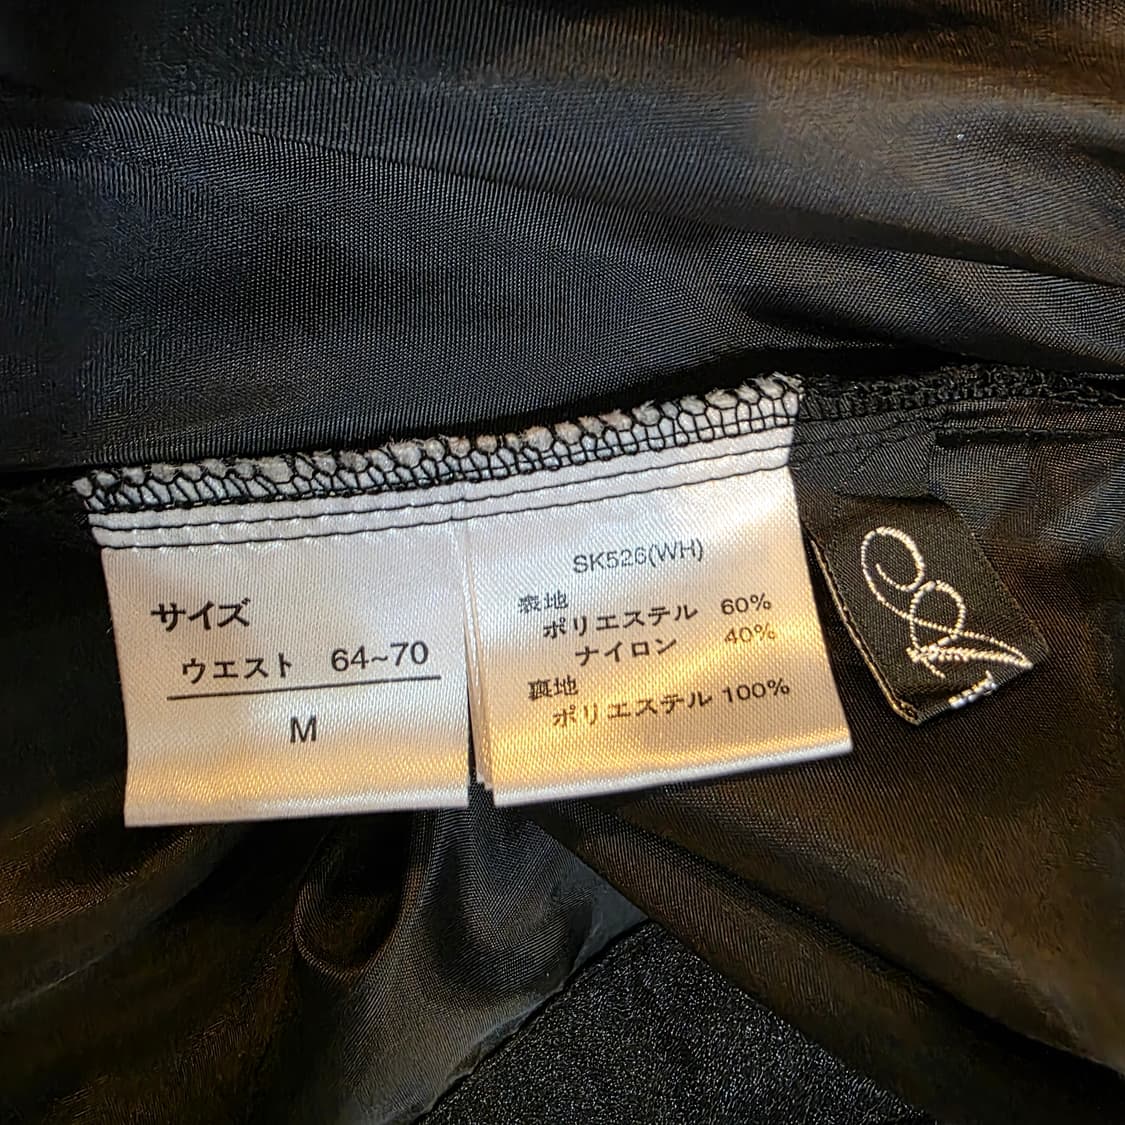 サイズ
ウエスト 64~70
M
SK526(WH)
表地
ポリエステル 60%
ナイロン 40%
裏地
ポリエステル 100%